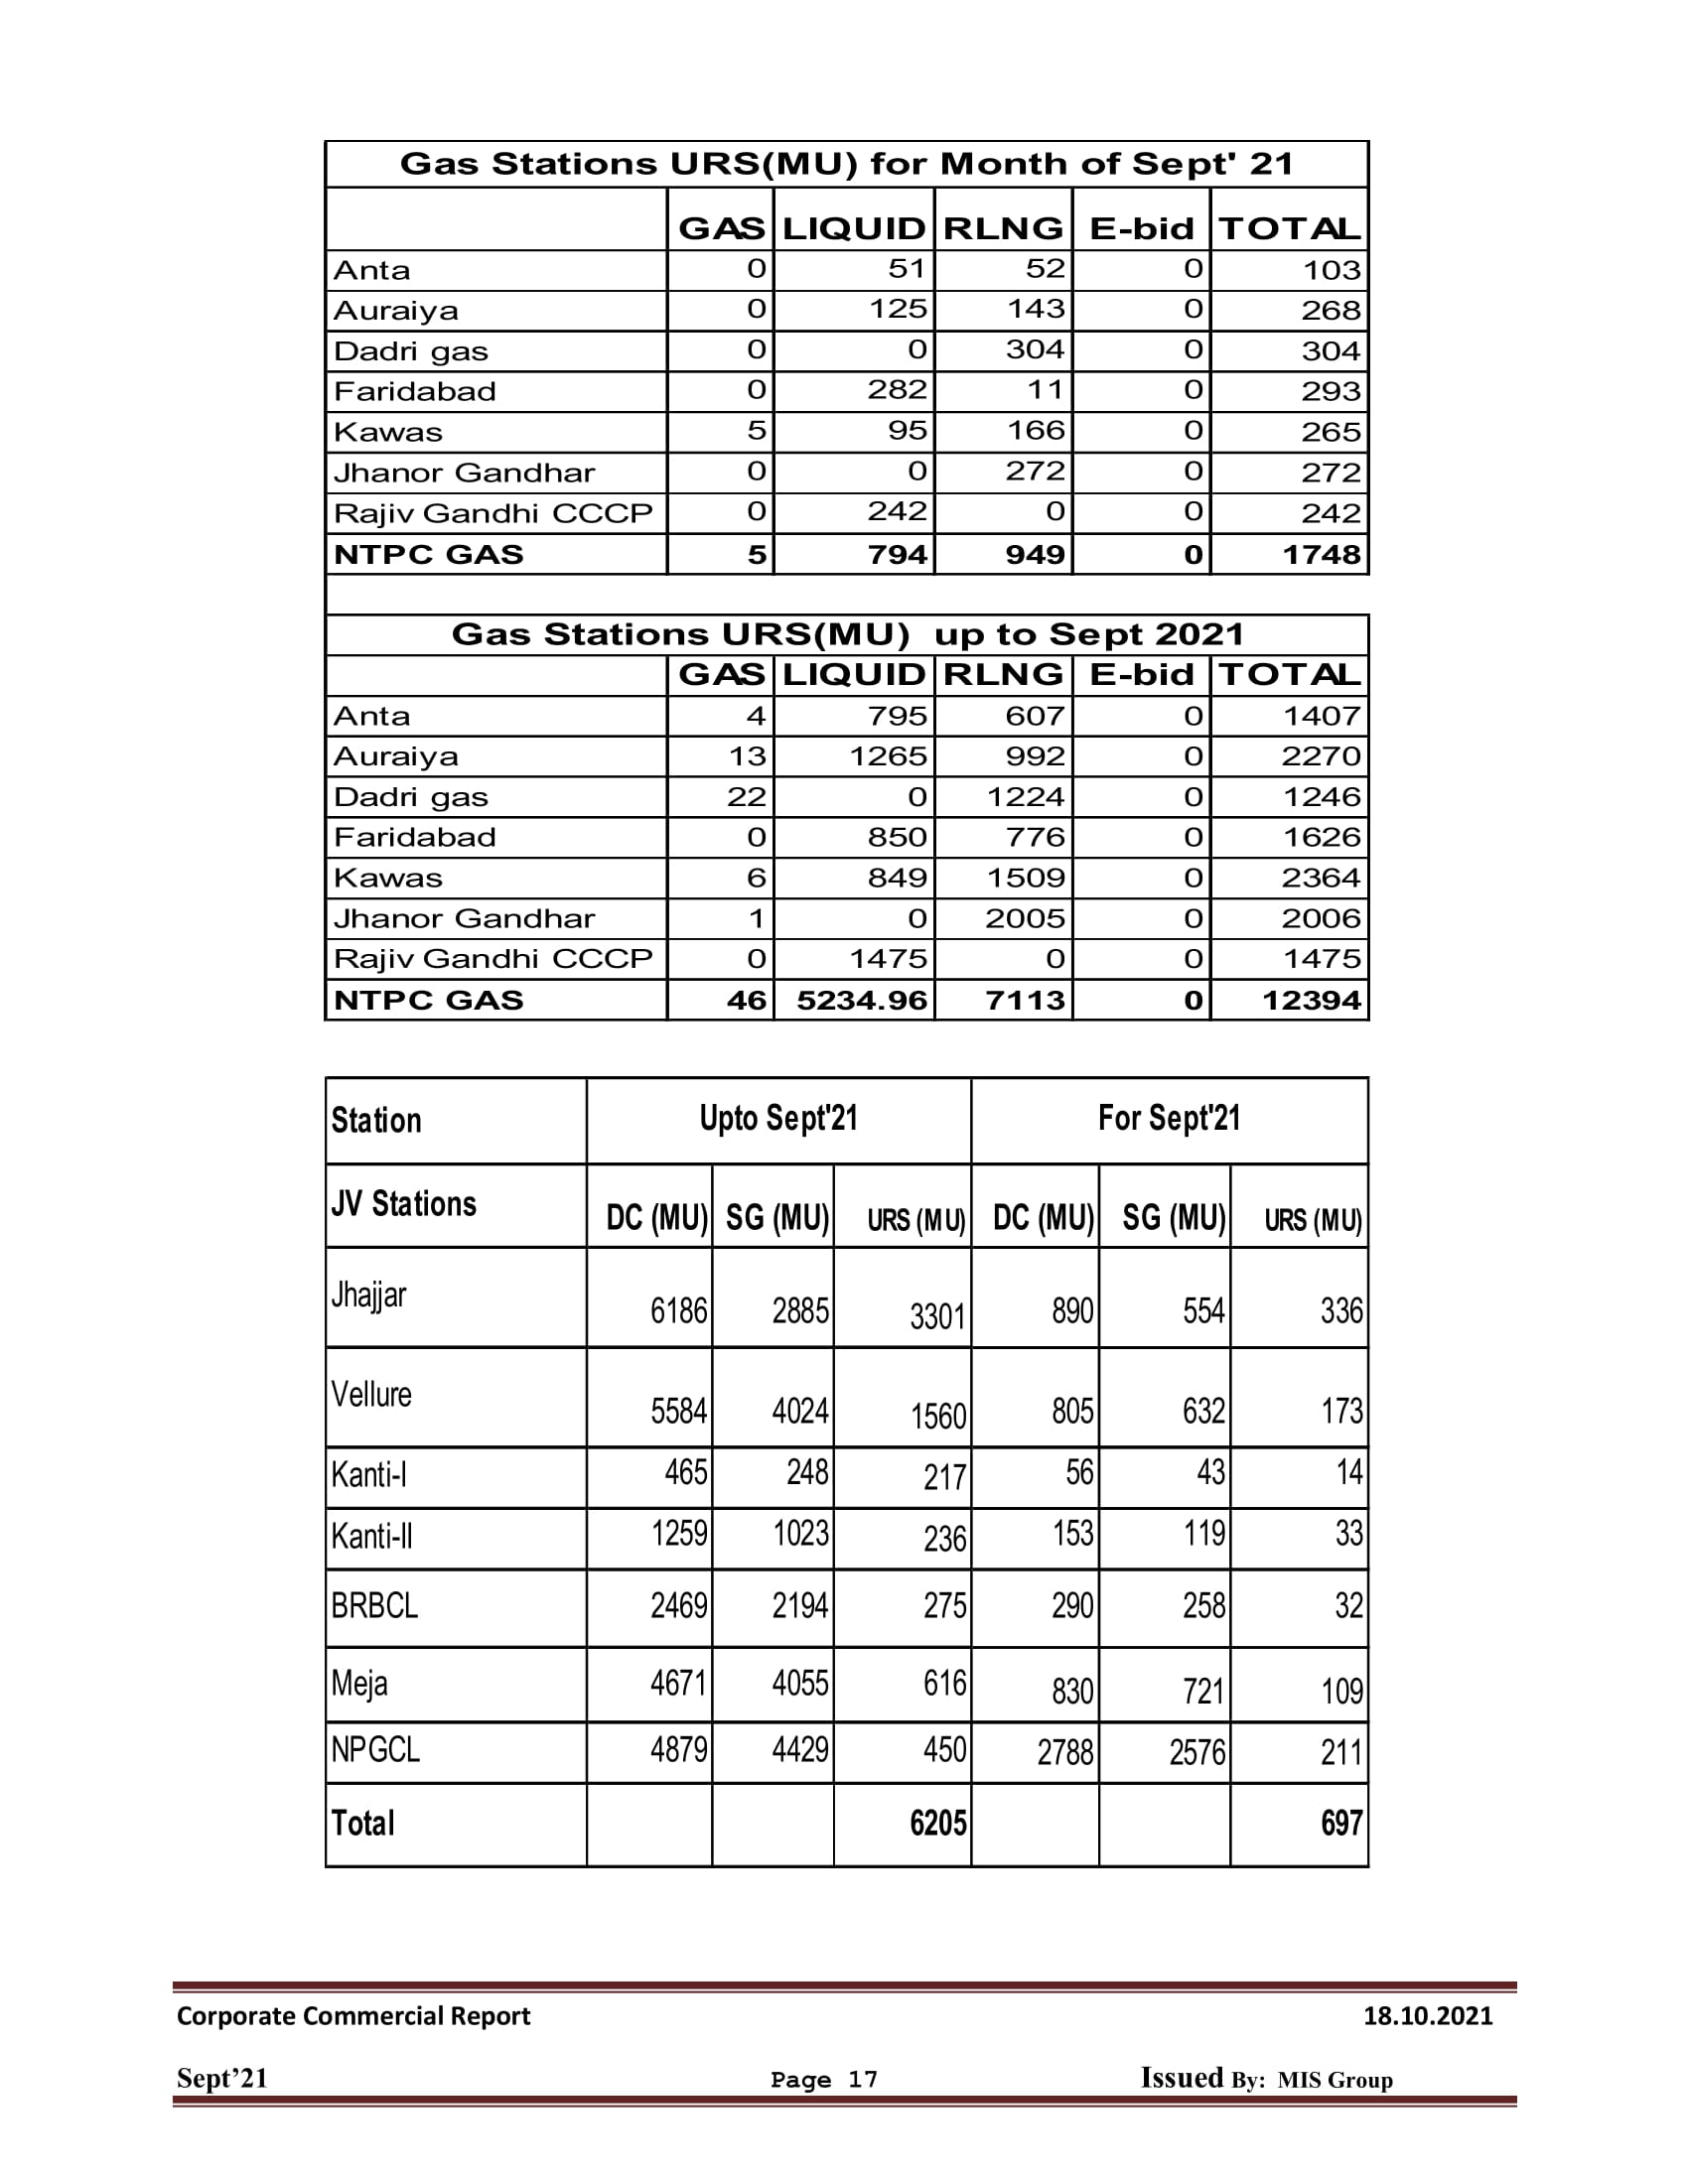 Gas Stations URS(MU) for Month of Sept' 21
GAS LIQUID RLNG E-bid TOTAL
Anta 0 51 52 0 103
Auraiya 0 125 143 0 268
Dadri gas 0 0 304 0 304
Faridabad 0 282 11 0 293
Kawas 5 95 166 0 265
Jhanor Gandhar 0 0 272 0 272
Rajiv Gandhi CCCP 0 242 0 0 242
NTPC GAS 5 794 949 0 1748
Gas Stations URS(MU) up to Sept 2021
GAS LIQUID RLNG E-bid TOTAL
Anta 4 795 607 0 1407
Auraiya 13 1265 992 0 2270
Dadri gas 22 0 1224 0 1246
Faridabad 0 850 776 0 1626
Kawas 6 849 1509 0 2364
Jhanor Gandhar 1 0 2005 0 2006
Rajiv Gandhi CCCP 0 1475 0 0 1475
NTPC GAS 46 5234.96 7113 0 12394
Station Upto Sept'21 For Sept'21
JV Stations DC (MU) SG (MU) URS (MU) DC (MU) SG (MU) URS (MU)
Jhajjar 6186 2885 3301 890 554 336
Vellure 5584 4024 1560 805 632 173
Kanti-I 465 248 217 56 43 14
Kanti-II 1259 1023 236 153 119 33
BRBCL 2469 2194 275 290 258 32
Meja 4671 4055 616 830 721 109
NPGCL 4879 4429 450 2788 2576 211
Total 6205 697
Corporate Commercial Report 18.10.2021
Sept’21 Page 17 Issued By: MIS Group